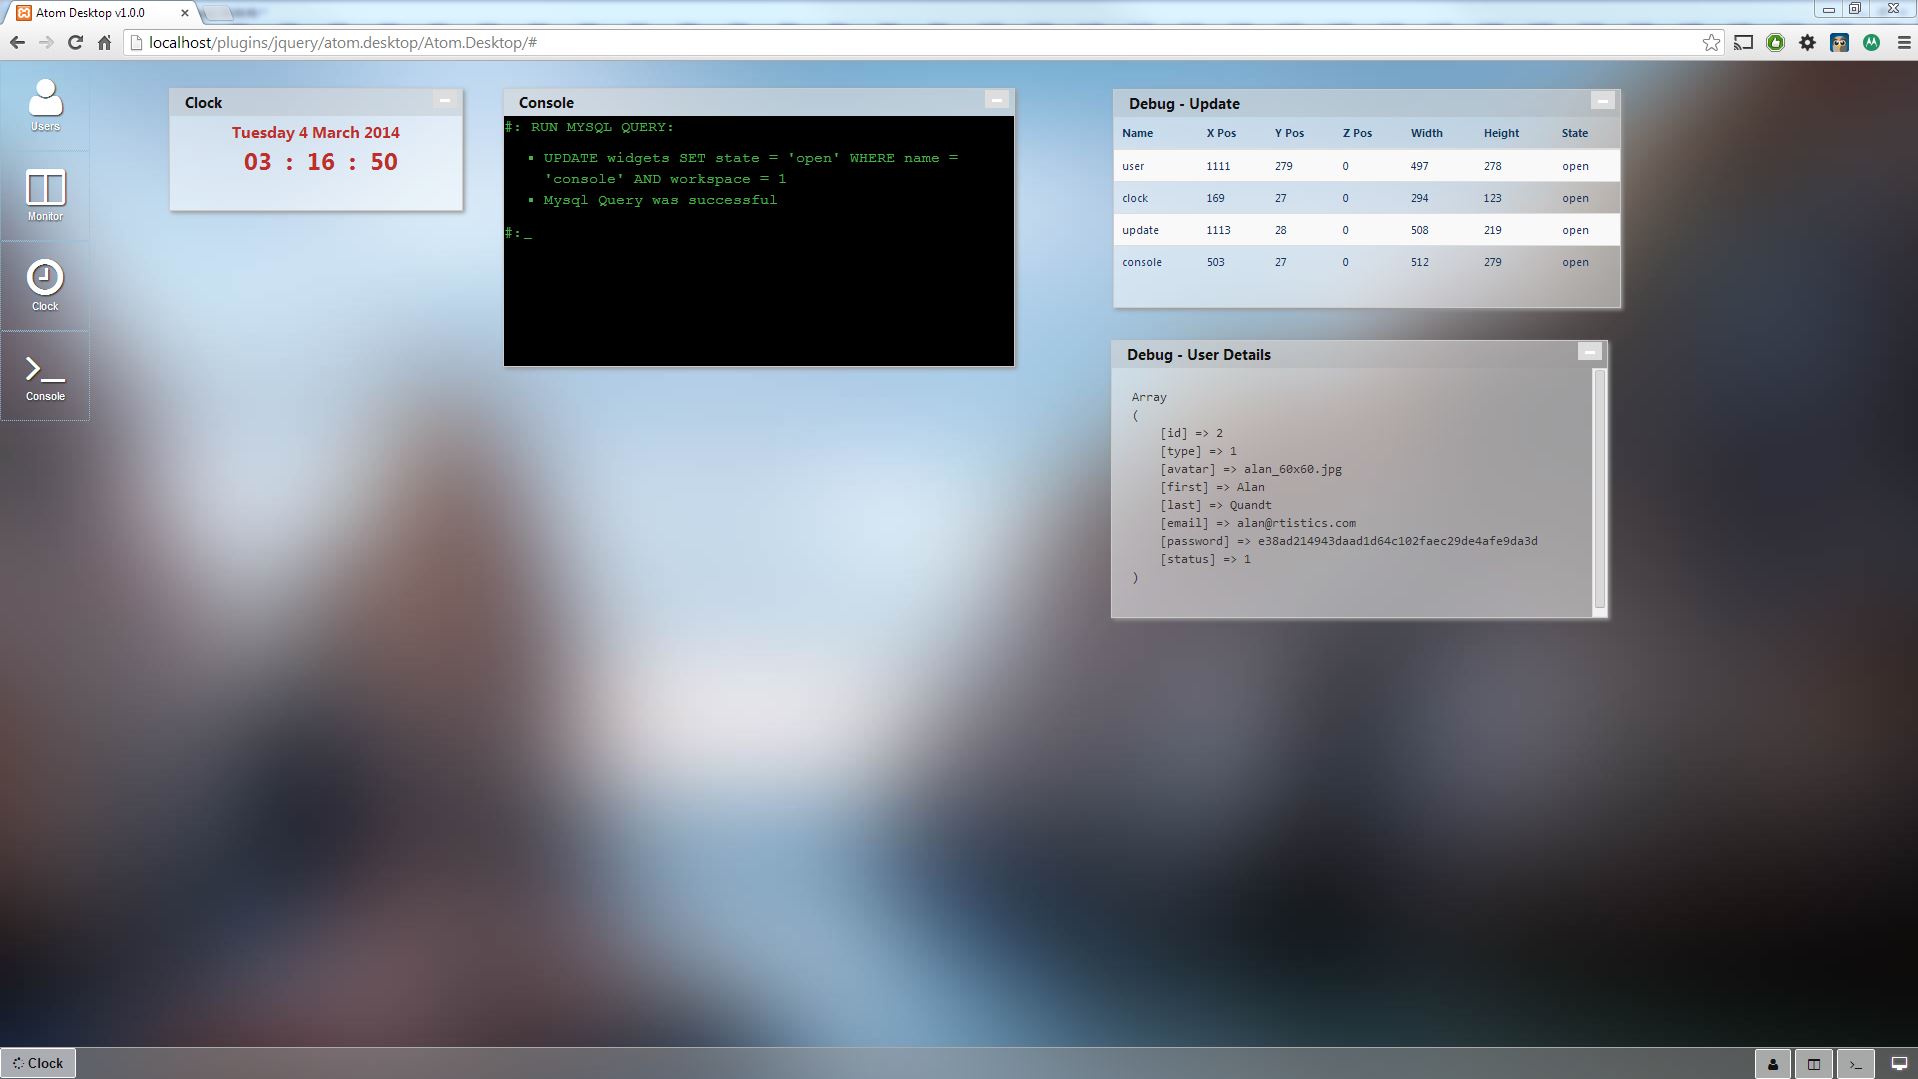 Atom Desktop v1.0.0
localhost/plugins/jquery/atom.desktop/Atom.Desktop/#
Users
Monitor
Clock
Console
Clock
Tuesday 4 March 2014
03 : 16 : 50
Console
#: RUN MYSQL QUERY:
UPDATE widgets SET state = 'open' WHERE name =
'console' AND workspace = 1
Mysql Query was successful
#:_
Debug - Update
Name X Pos Y Pos Z Pos Width Height State
user 1111 279 0 497 278 open
clock 169 27 0 294 123 open
update 1113 28 0 508 219 open
console 503 27 0 512 279 open
Debug - User Details
Array
(
[id] => 2
[type] => 1
[avatar] => alan_60x60.jpg
[first] => Alan
[last] => Quandt
[email] => alan@rtistics.com
[password] => e38ad214943daad1d64c102faec29de4afe9da3d
[status] => 1
)
Clock